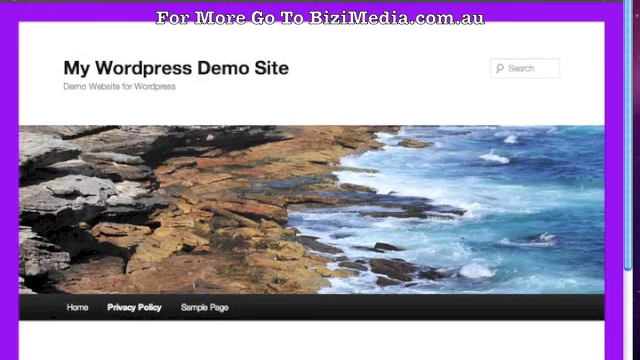 For More Go To BiziMedia.com.au
My Wordpress Demo Site
Search
Demo Website for Wordpress
Home Privacy Policy Sample Page